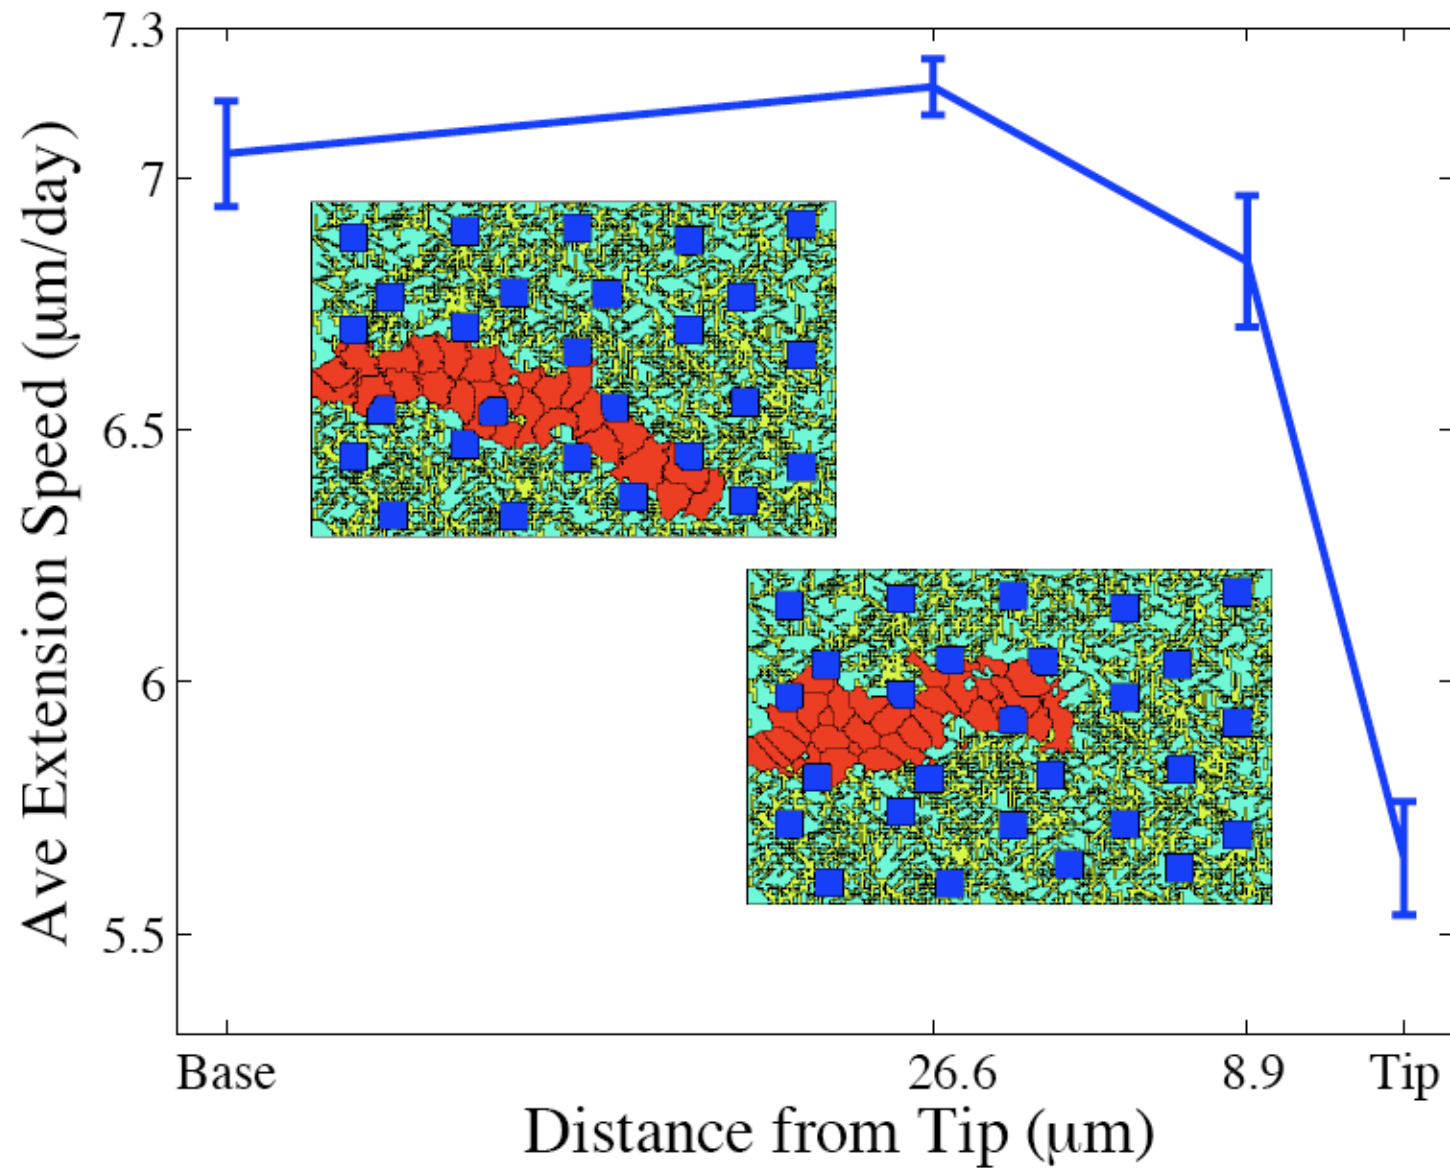 7.3
7
6.5
6
5.5
Ave Extension Speed (μm/day)
Base 26.6 8.9 Tip
Distance from Tip (μm)